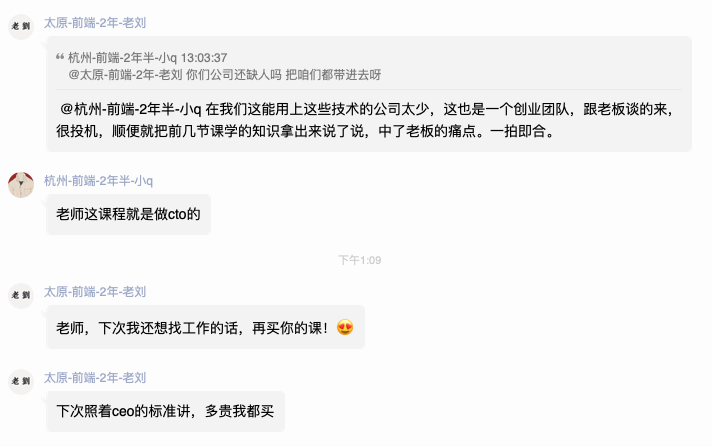 老劉
太原-前端-2年-老刘
❝ 杭州-前端-2年半-小q 13:03:37
@太原-前端-2年-老刘 你们公司还缺人吗 把咱们都带进去呀
@杭州-前端-2年半-小q 在我们这能用上这些技术的公司太少，这也是一个创业团队，跟老板谈的来，
很投机，顺便就把前几节课学的知识拿出来说了说，中了老板的痛点。一拍即合。
杭州-前端-2年半-小q
老师这课程就是做cto的
下午1:09
老劉
太原-前端-2年-老刘
老师，下次我还想找工作的话，再买你的课！😍
老劉
太原-前端-2年-老刘
下次照着ceo的标准讲，多贵我都买